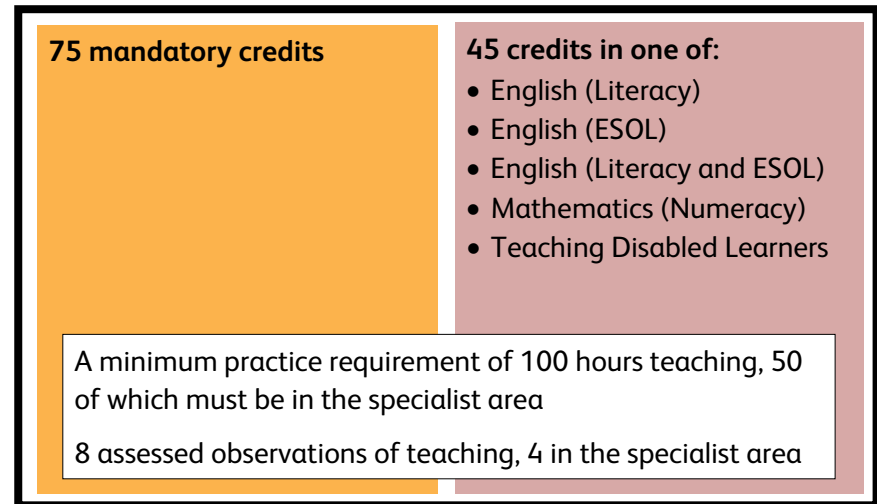 75 mandatory credits
45 credits in one of:
• English (Literacy)
• English (ESOL)
• English (Literacy and ESOL)
• Mathematics (Numeracy)
• Teaching Disabled Learners
A minimum practice requirement of 100 hours teaching, 50
of which must be in the specialist area
8 assessed observations of teaching, 4 in the specialist area